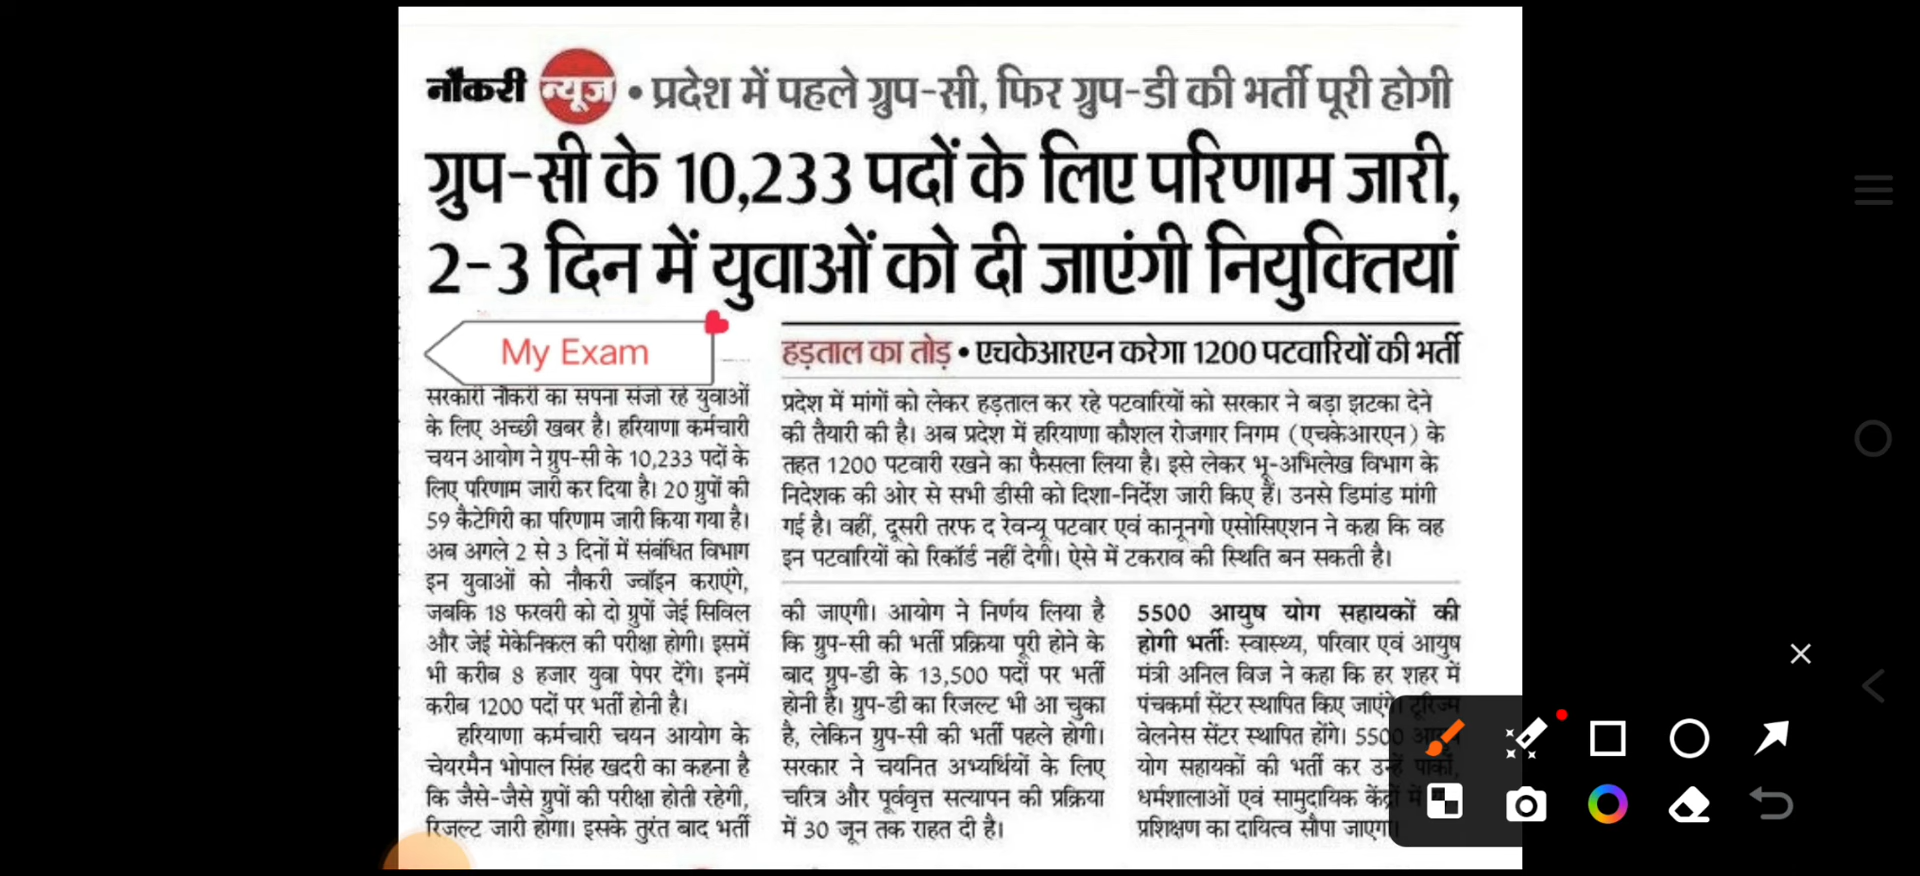 नौकरी न्यूज • प्रदेश में पहले ग्रुप-सी, फिर ग्रुप-डी की भर्ती पूरी होगी
ग्रुप-सी के 10,233 पदों के लिए परिणाम जारी,
2-3 दिन में युवाओं को दी जाएंगी नियुक्तियां
My Exam
सरकारी नौकरी का सपना संजो रहे युवाओं
के लिए अच्छी खबर है। हरियाणा कर्मचारी
चयन आयोग ने ग्रुप-सी के 10,233 पदों के
लिए परिणाम जारी कर दिया है। 20 ग्रुपों की
59 कैटेगिरी का परिणाम जारी किया गया है।
अब अगले 2 से 3 दिनों में संबंधित विभाग
इन युवाओं को नौकरी ज्वॉइन कराएंगे,
जबकि 18 फरवरी को दो ग्रुपों जेई सिविल
और जेई मेकेनिकल की परीक्षा होगी। इसमें
भी करीब 8 हजार युवा पेपर देंगे। इनमें
करीब 1200 पदों पर भर्ती होनी है।
हरियाणा कर्मचारी चयन आयोग के
चेयरमैन भोपाल सिंह खदरी का कहना है
कि जैसे-जैसे ग्रुपों की परीक्षा होती रहेगी,
रिजल्ट जारी होगा। इसके तुरंत बाद भर्ती
हड़ताल का तोड़ • एचकेआरएन करेगा 1200 पटवारियों की भर्ती
प्रदेश में मांगों को लेकर हड़ताल कर रहे पटवारियों को सरकार ने बड़ा झटका देने
की तैयारी की है। अब प्रदेश में हरियाणा कौशल रोजगार निगम (एचकेआरएन) के
तहत 1200 पटवारी रखने का फैसला लिया है। इसे लेकर भू-अभिलेख विभाग के
निदेशक की ओर से सभी डीसी को दिशा-निर्देश जारी किए हैं। उनसे डिमांड मांगी
गई है। वहीं, दूसरी तरफ द रेवन्यू पटवार एवं कानूनगो एसोसिएशन ने कहा कि वह
इन पटवारियों को रिकॉर्ड नहीं देगी। ऐसे में टकराव की स्थिति बन सकती है।
की जाएगी। आयोग ने निर्णय लिया है
कि ग्रुप-सी की भर्ती प्रक्रिया पूरी होने के
बाद ग्रुप-डी के 13,500 पदों पर भर्ती
होनी है। ग्रुप-डी का रिजल्ट भी आ चुका
है, लेकिन ग्रुप-सी की भर्ती पहले होगी।
सरकार ने चयनित अभ्यर्थियों के लिए
चरित्र और पूर्ववृत्त सत्यापन की प्रक्रिया
में 30 जून तक राहत दी है।
5500 आयुष योग सहायकों की
होगी भर्तीः स्वास्थ्य, परिवार एवं आयुष
मंत्री अनिल विज ने कहा कि हर शहर में
पंचकर्मा सेंटर स्थापित किए जाएंगे। टूरिज्म
वेलनेस सेंटर स्थापित होंगे। 5500 आयुष
योग सहायकों की भर्ती कर उन्हें पार्कों,
धर्मशालाओं एवं सामुदायिक केंद्रों में
प्रशिक्षण का दायित्व सौंपा जाएगा।